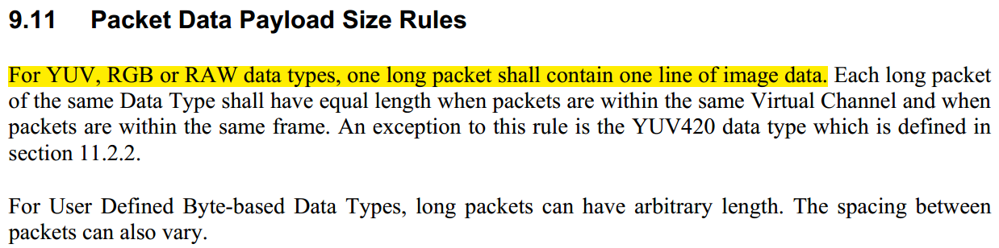 9.11 Packet Data Payload Size Rules
For YUV, RGB or RAW data types, one long packet shall contain one line of image data. Each long packet
of the same Data Type shall have equal length when packets are within the same Virtual Channel and when
packets are within the same frame. An exception to this rule is the YUV420 data type which is defined in
section 11.2.2.
For User Defined Byte-based Data Types, long packets can have arbitrary length. The spacing between
packets can also vary.